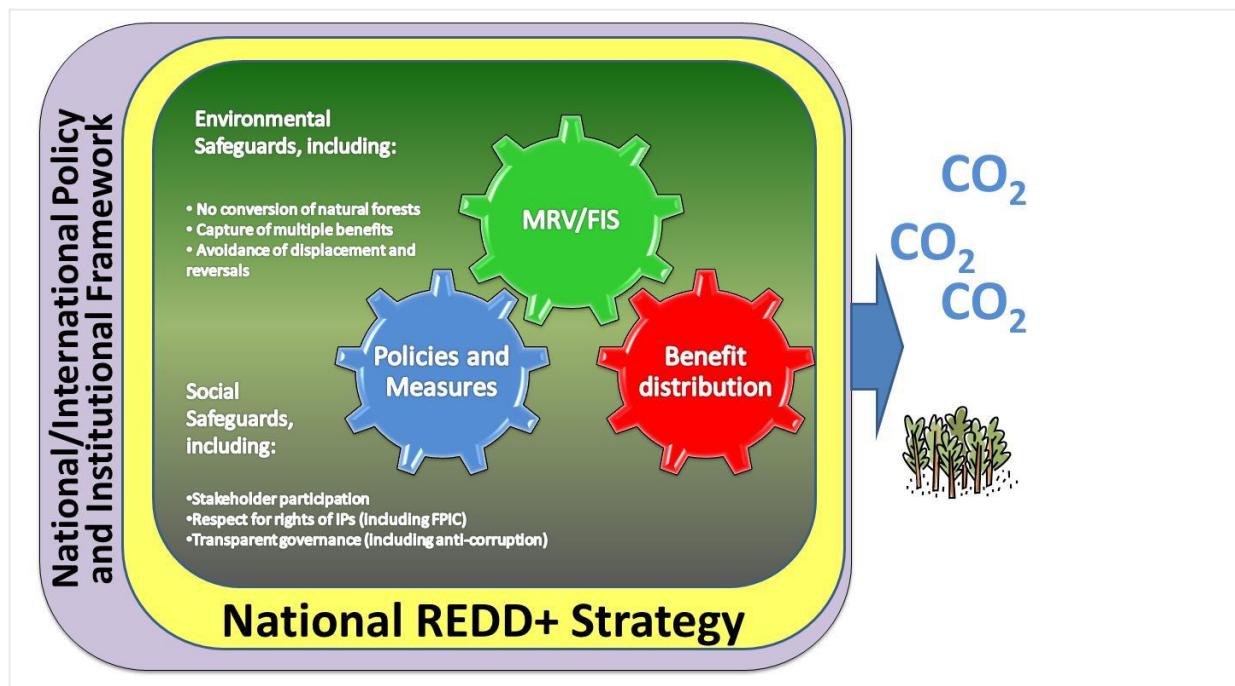 National/International Policy
and Institutional Framework
Environmental
Safeguards, including:
• No conversion of natural forests
• Capture of multiple benefits
• Avoidance of displacement and
reversals
MRV/FIS
Policies and
Measures
Benefit
distribution
Social
Safeguards,
including:
•Stakeholder participation
•Respect for rights of IPs (including FPIC)
•Transparent governance (including anti-corruption)
National REDD+ Strategy
CO₂
CO₂
CO₂